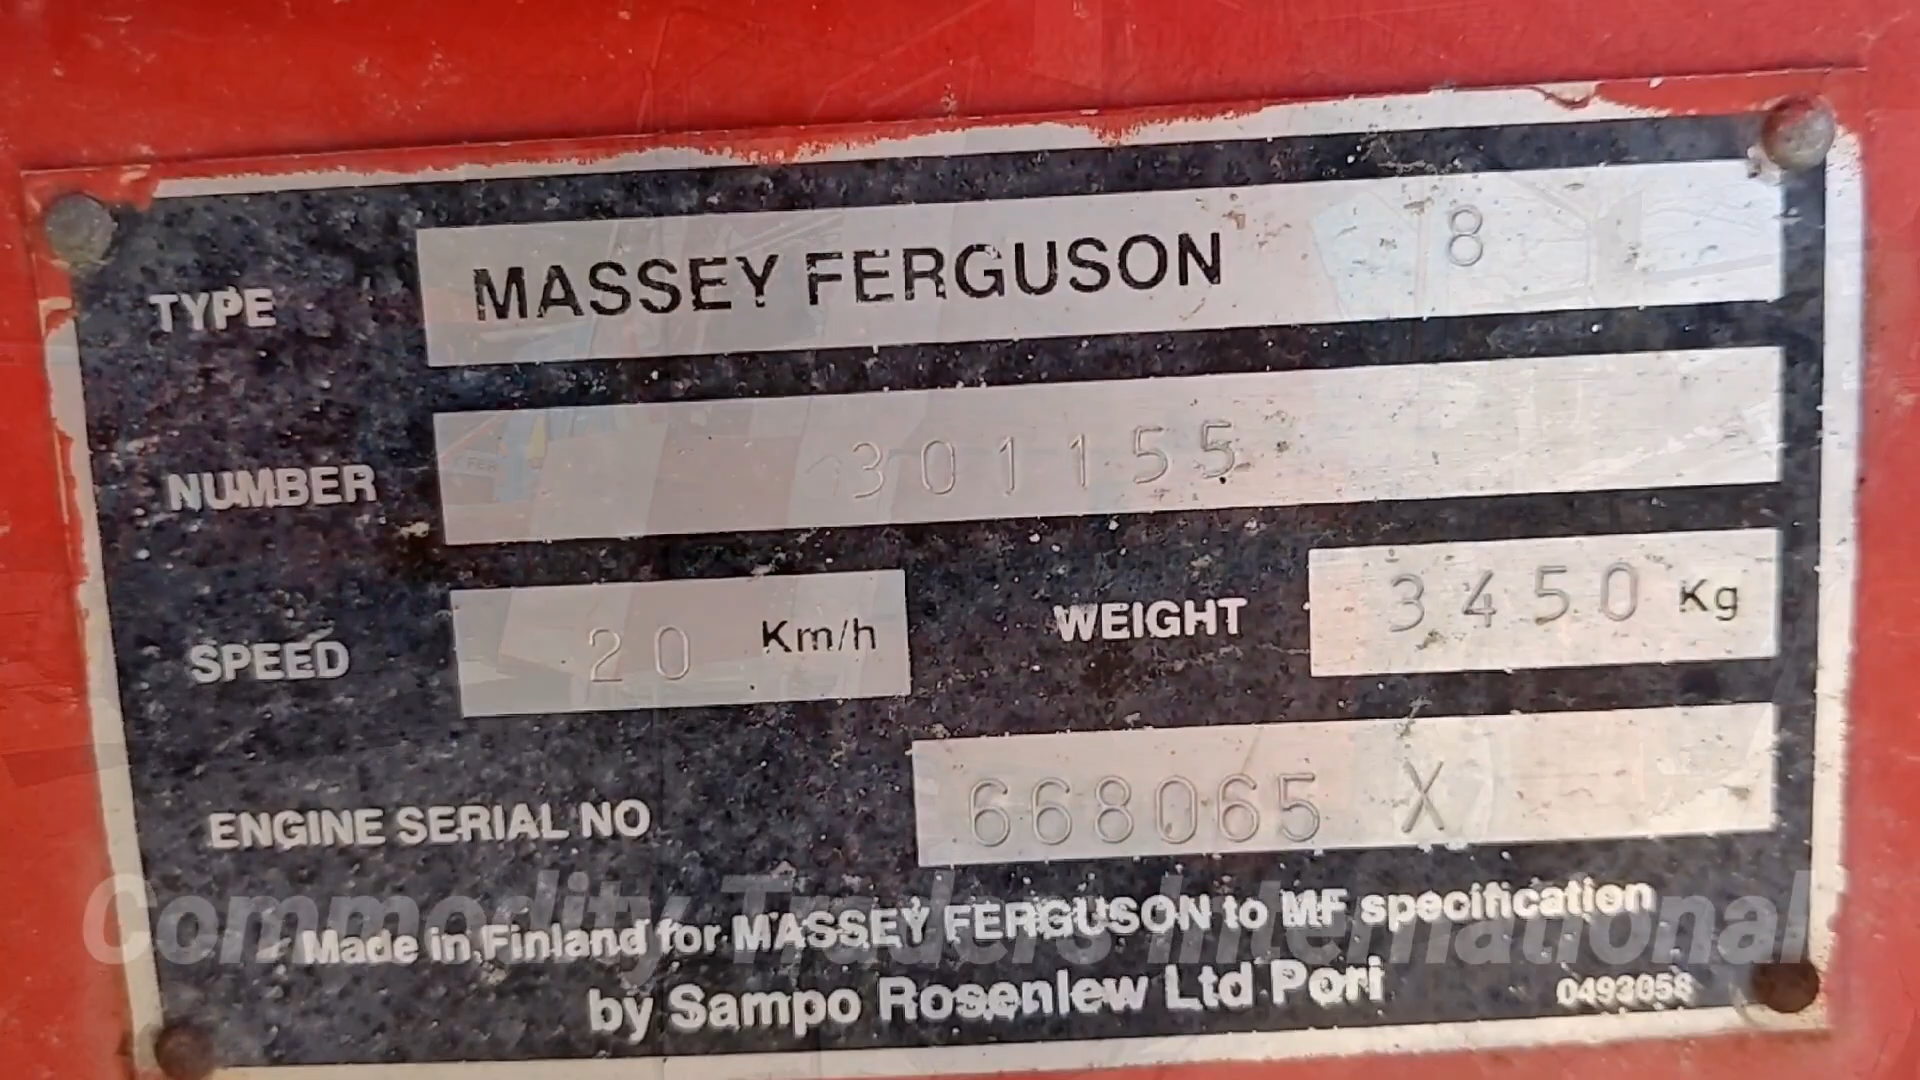 TYPE MASSEY FERGUSON 8
NUMBER 301155
SPEED 20 Km/h WEIGHT 3450 Kg
ENGINE SERIAL NO 668065 X
Made in Finland for MASSEY FERGUSON to MF specification
by Sampo Rosenlew Ltd Pori 0493058
Commodity Traders International